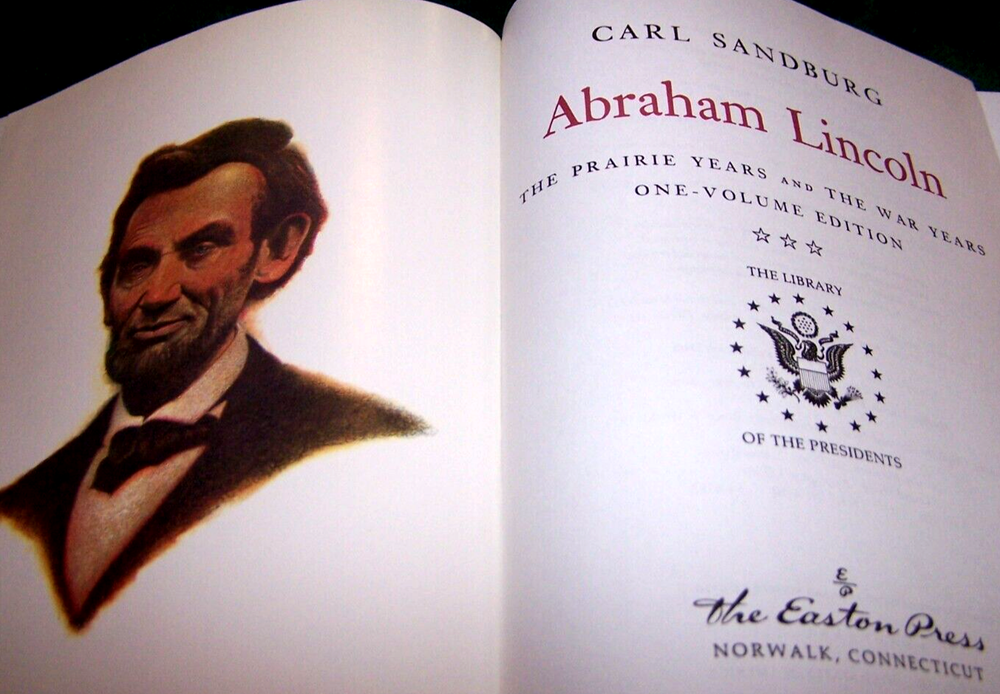 CARL SANDBURG
Abraham Lincoln
THE PRAIRIE YEARS AND THE WAR YEARS
ONE-VOLUME EDITION
THE LIBRARY
OF THE PRESIDENTS
E/P
The Easton Press
NORWALK, CONNECTICUT